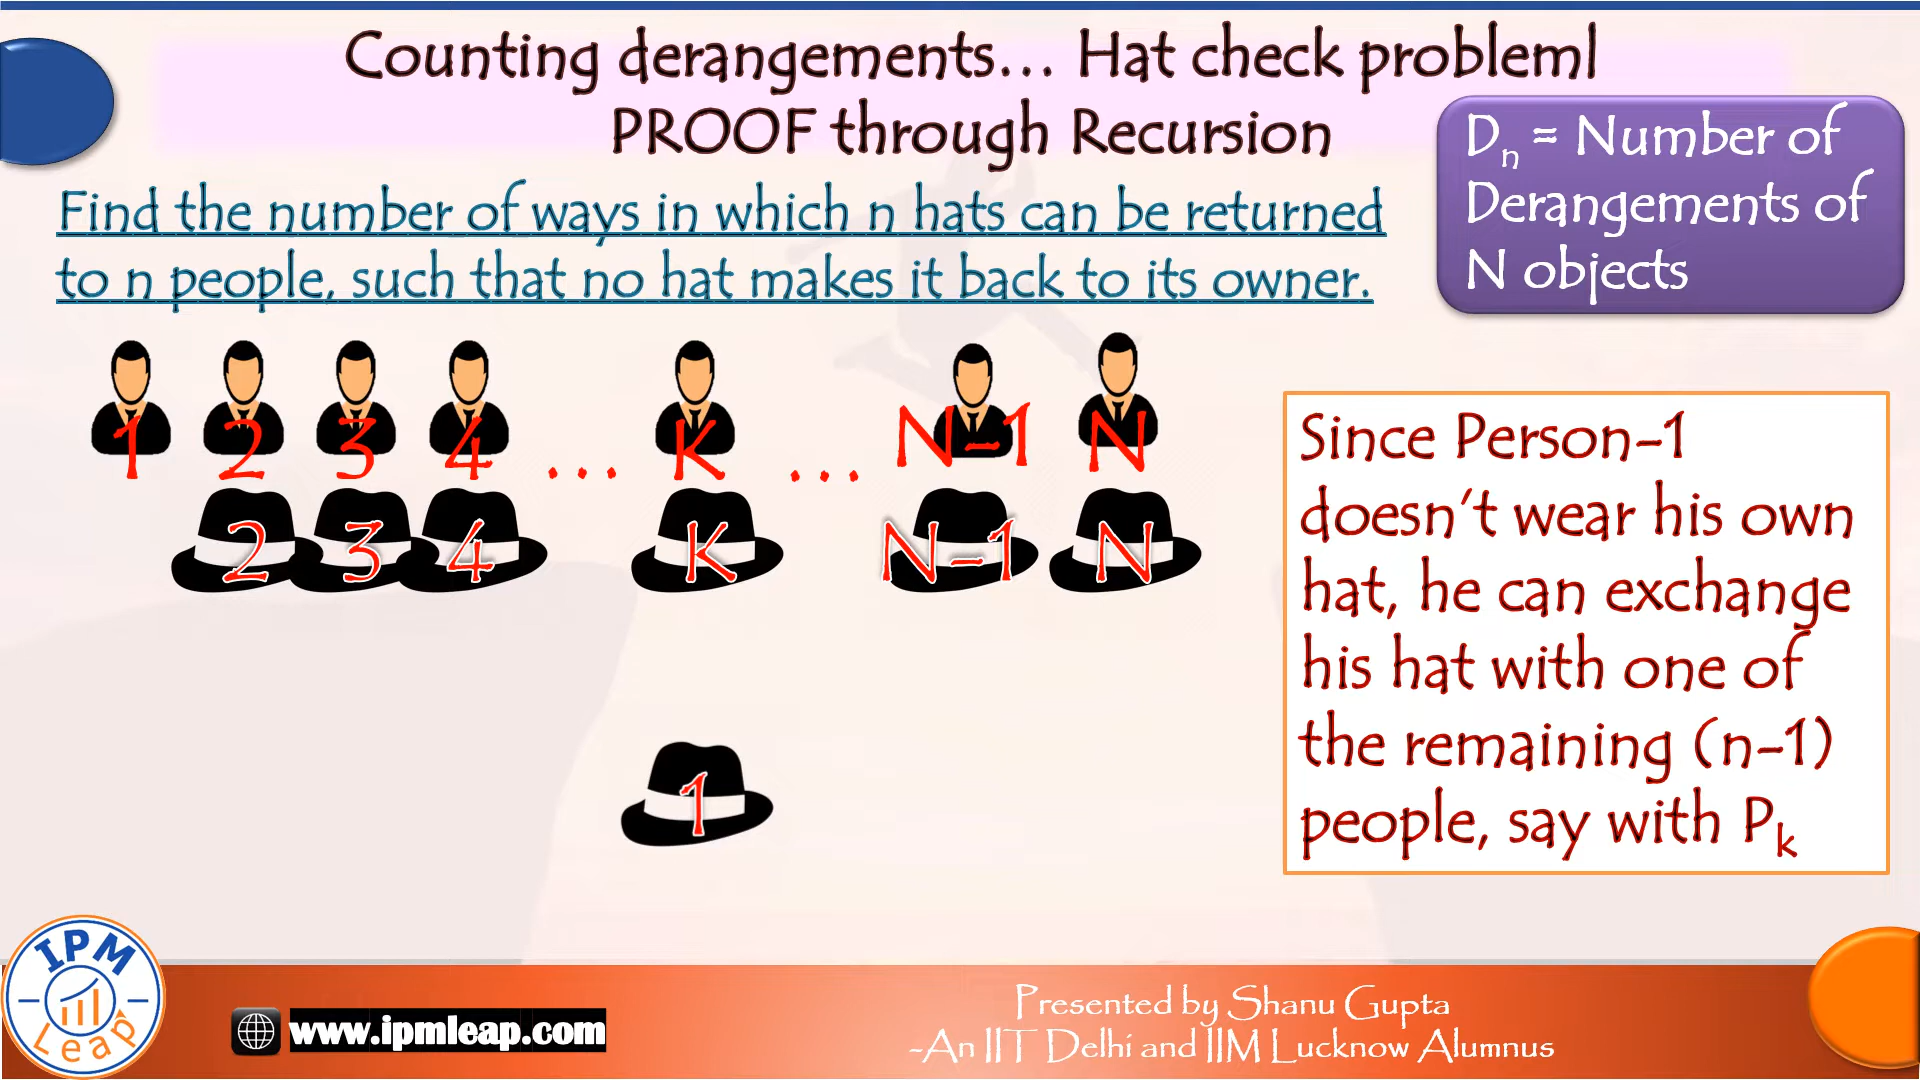 Counting derangements... Hat check problem!
PROOF through Recursion
Dn = Number of
Derangements of
N objects
Find the number of ways in which n hats can be returned
to n people, such that no hat makes it back to its owner.
1 2 3 4 ... K ... N-1 N
2 3 4 K N-1 N
1
Since Person-1
doesn't wear his own
hat, he can exchange
his hat with one of
the remaining (n-1)
people, say with Pk
IPM
Leap
www.ipmleap.com
Presented by Shanu Gupta
-An IIT Delhi and IIM Lucknow Alumnus